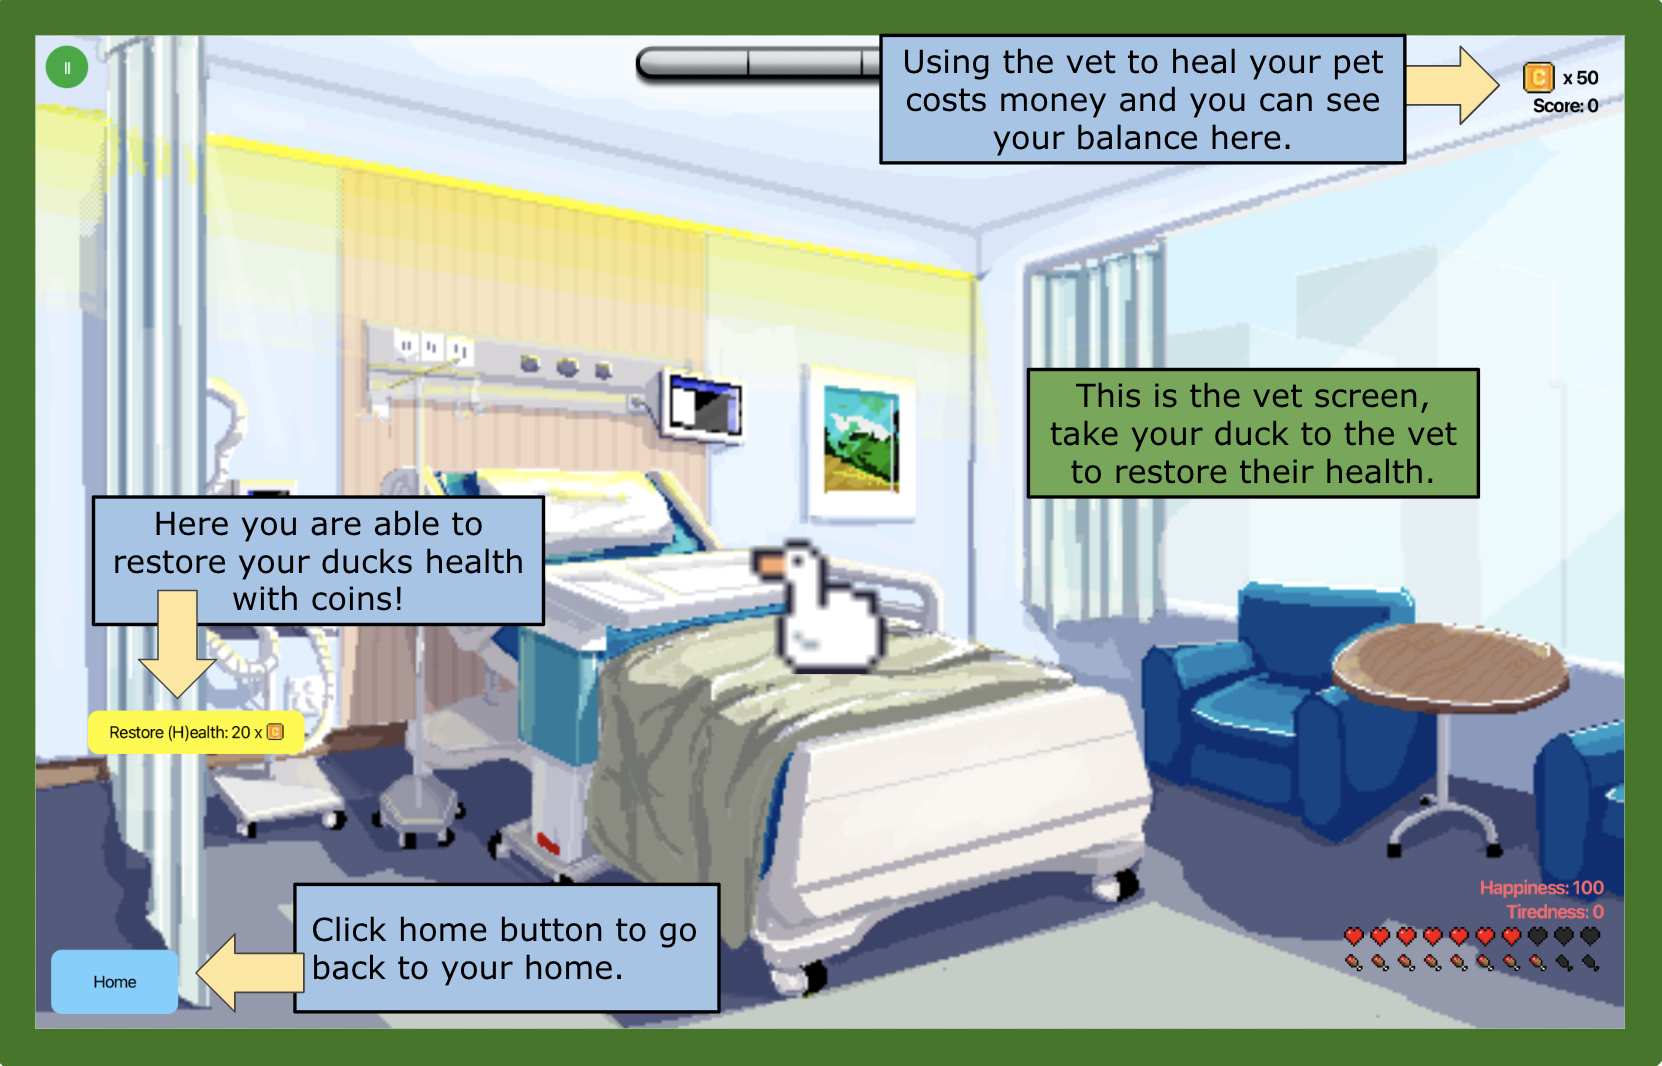 II
Using the vet to heal your pet
costs money and you can see
your balance here.
C x 50
Score: 0
This is the vet screen,
take your duck to the vet
to restore their health.
Here you are able to
restore your ducks health
with coins!
Restore (H)ealth: 20 x C
Click home button to go
back to your home.
Home
Happiness: 100
Tiredness: 0